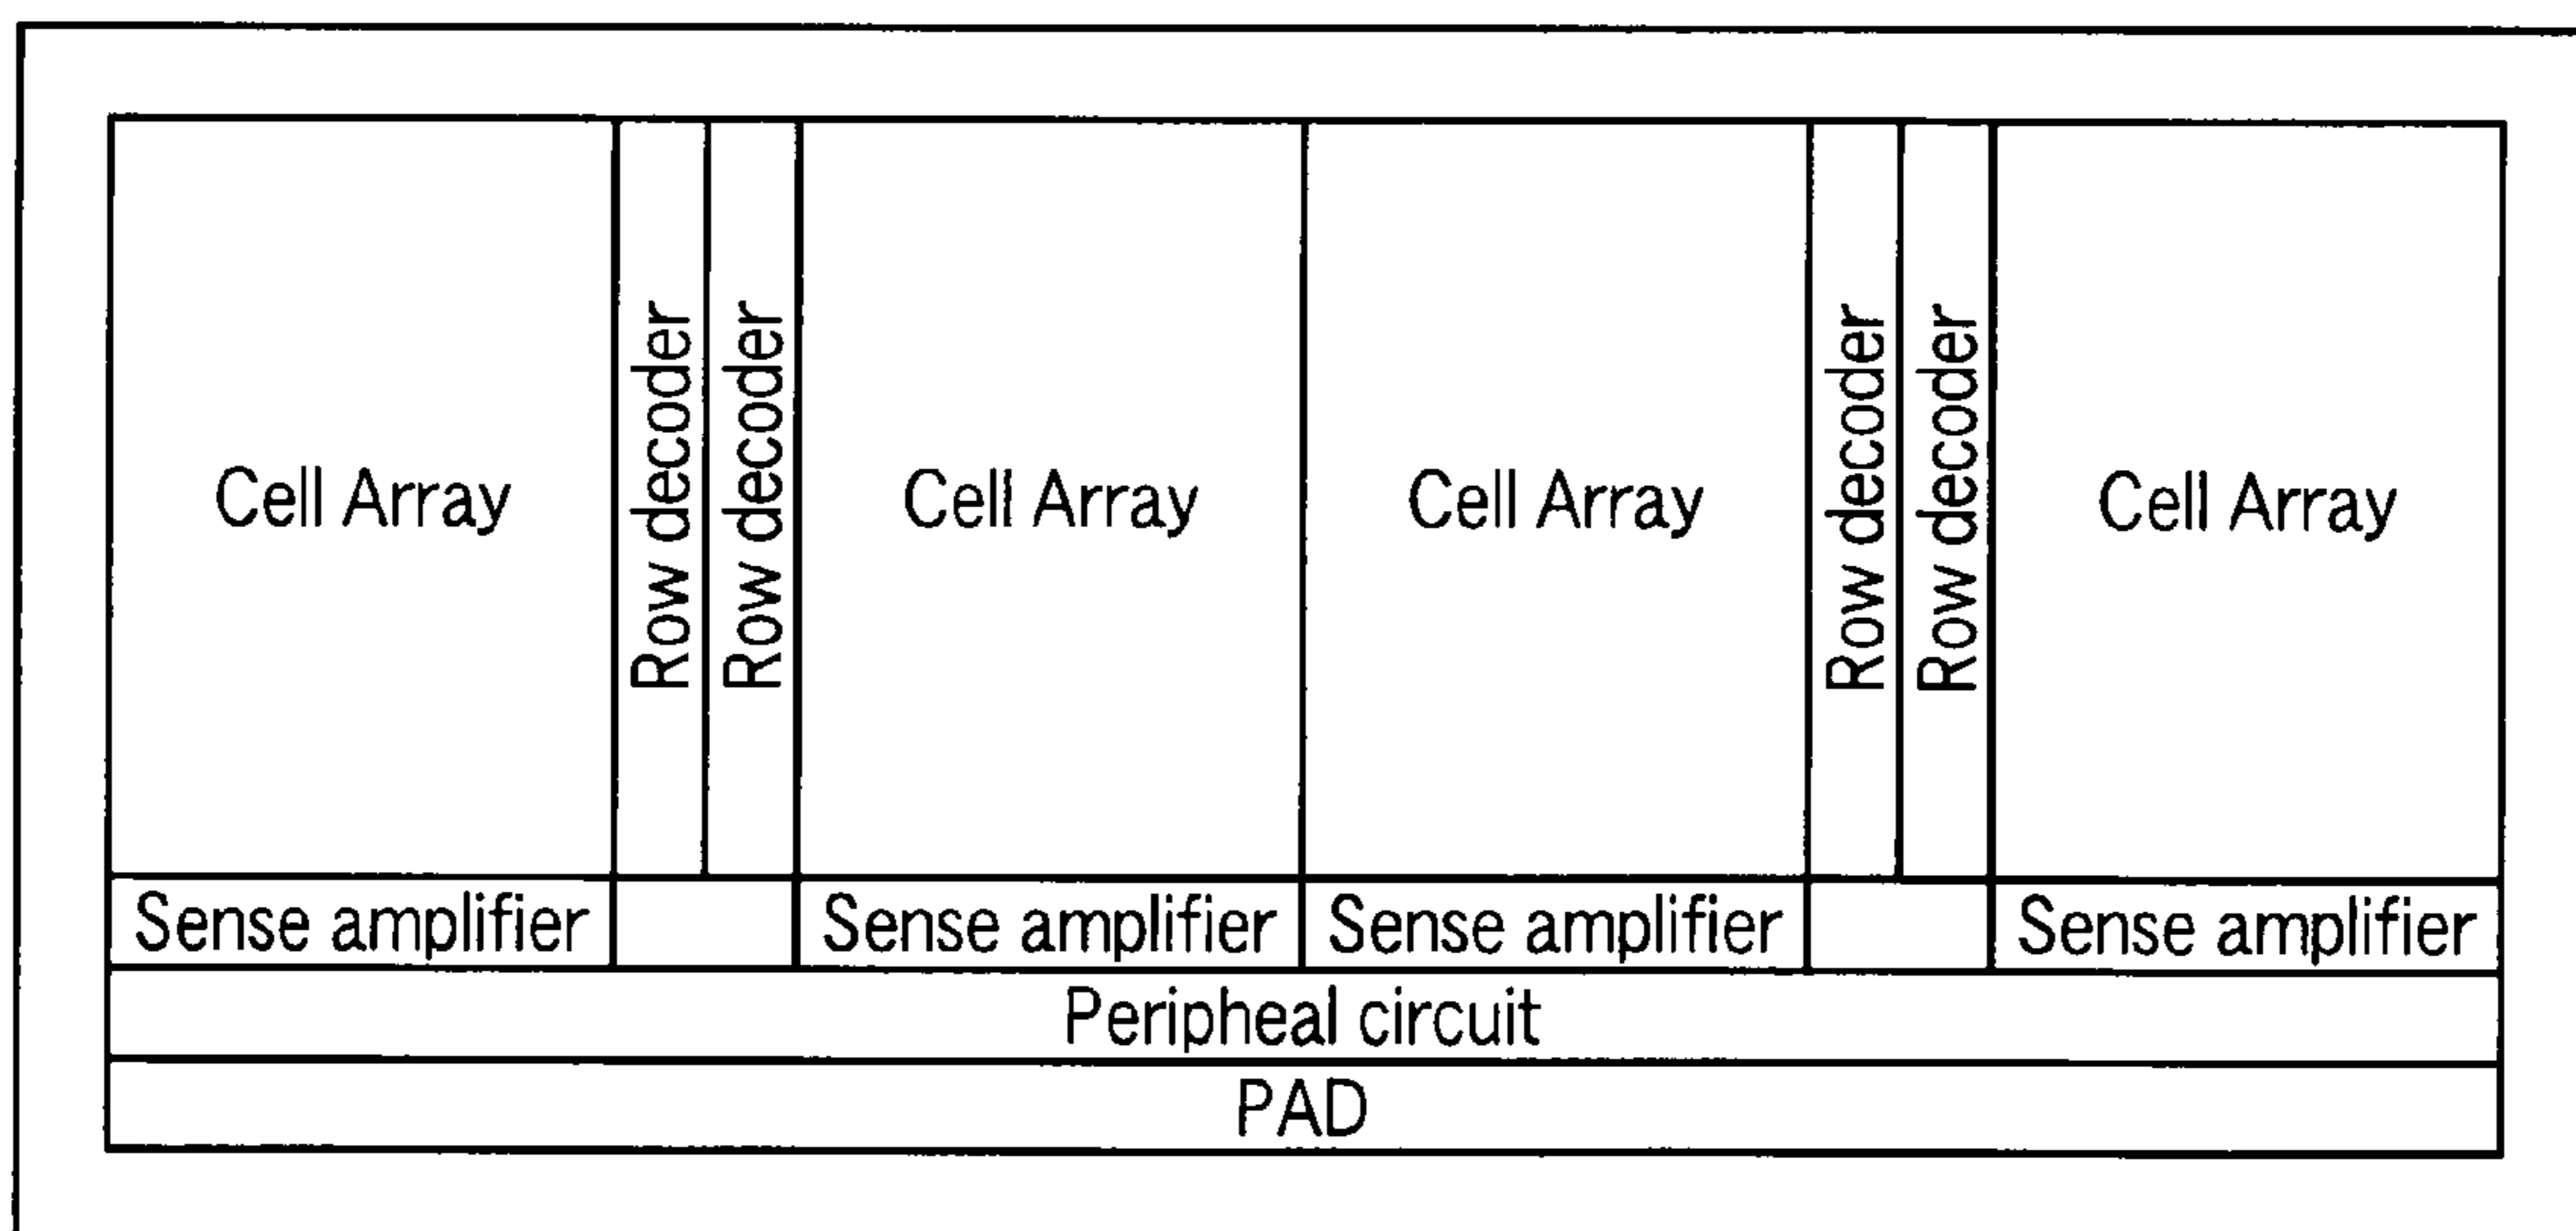 Cell Array
Row decoder
Row decoder
Cell Array
Cell Array
Row decoder
Row decoder
Cell Array
Sense amplifier
Sense amplifier
Sense amplifier
Sense amplifier
Peripheal circuit
PAD